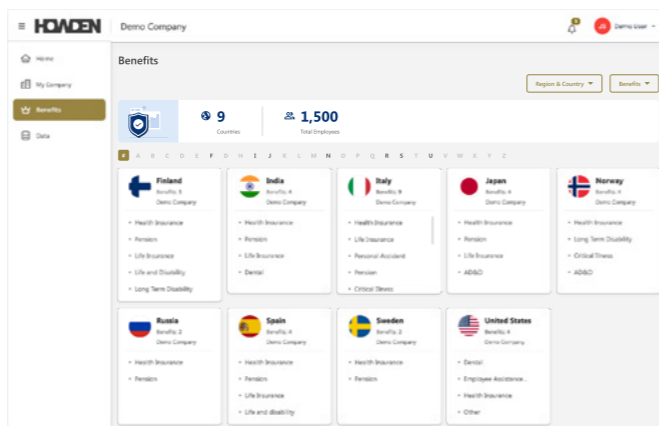 HOWDEN
Demo Company
Demo User
Home
My Company
Benefits
Data
Benefits
Region & Country
Benefits
9
Countries
1,500
Total Employees
# A B C D E F G H I J K L M N O P Q R S T U V W X Y Z
Finland
Benefits: 5
Demo Company
Health Insurance
Pension
Life Insurance
Life and Disability
Long Term Disability
India
Benefits: 4
Demo Company
Health Insurance
Pension
Life Insurance
Dental
Italy
Benefits: 9
Demo Company
Health Insurance
Life Insurance
Personal Accident
Pension
Critical Illness
Japan
Benefits: 4
Demo Company
Health Insurance
Pension
Life Insurance
AD&D
Norway
Benefits: 4
Demo Company
Health Insurance
Long Term Disability
Critical Illness
AD&D
Russia
Benefits: 2
Demo Company
Health Insurance
Pension
Spain
Benefits: 4
Demo Company
Health Insurance
Pension
Life Insurance
Life and disability
Sweden
Benefits: 2
Demo Company
Health Insurance
Pension
United States
Benefits: 4
Demo Company
Dental
Employee Assistance...
Health Insurance
Other